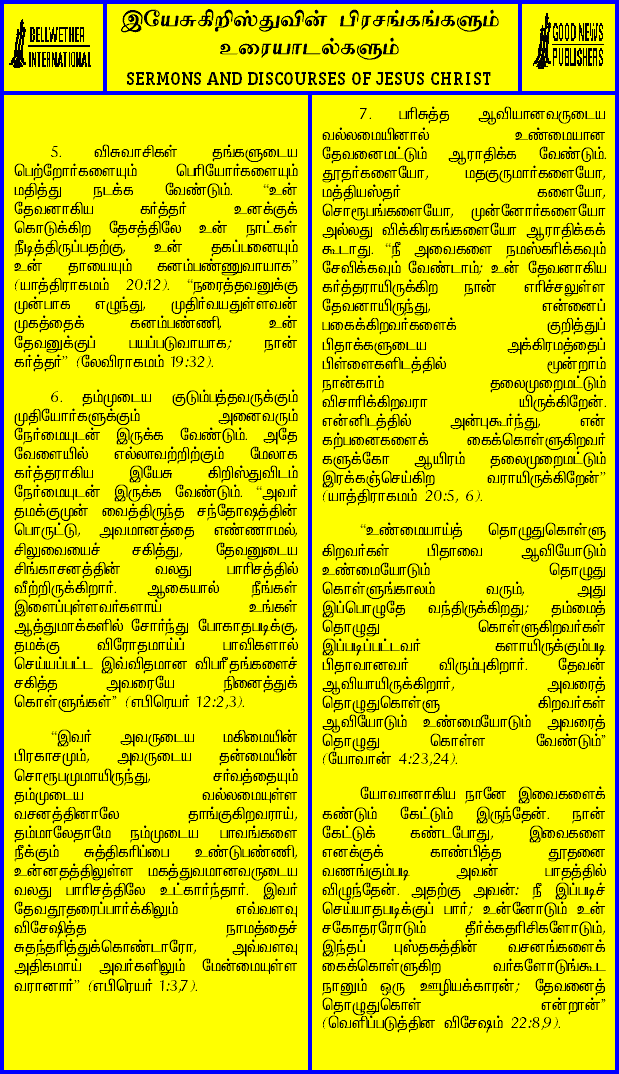 BELLWETHER
INTERNATIONAL
இயேசுகிறிஸ்துவின் பிரசங்கங்களும்
உரையாடல்களும்
SERMONS AND DISCOURSES OF JESUS CHRIST
GOOD NEWS
PUBLISHERS
5. விசுவாசிகள் தங்களுடைய
பெற்றோர்களையும் பெரியோர்களையும்
மதித்து நடக்க வேண்டும். “உன்
தேவனாகிய கர்த்தர் உனக்குக்
கொடுக்கிற தேசத்திலே உன் நாட்கள்
நீடித்திருப்பதற்கு, உன் தகப்பனையும்
உன் தாயையும் கனம்பண்ணுவாயாக”
(யாத்திராகமம் 20:12). “நரைத்தவனுக்கு
முன்பாக எழுந்து, முதிர்வயதுள்ளவன்
முகத்தைக் கனம்பண்ணி, உன்
தேவனுக்குப் பயப்படுவாயாக; நான்
கர்த்தர்” (லேவிராகமம் 19:32).
6. தம்முடைய குடும்பத்தவருக்கும்
முதியோர்களுக்கும் அனைவரும்
நேர்மையுடன் இருக்க வேண்டும். அதே
வேளையில் எல்லாவற்றிற்கும் மேலாக
கர்த்தராகிய இயேசு கிறிஸ்துவிடம்
நேர்மையுடன் இருக்க வேண்டும். “அவர்
தமக்குமுன் வைத்திருந்த சந்தோஷத்தின்
பொருட்டு, அவமானத்தை எண்ணாமல்,
சிலுவையைச் சகித்து, தேவனுடைய
சிங்காசனத்தின் வலது பாரிசத்தில்
வீற்றிருக்கிறார். ஆகையால் நீங்கள்
இளைப்புள்ளவர்களாய் உங்கள்
ஆத்துமாக்களில் சோர்ந்து போகாதபடிக்கு,
தமக்கு விரோதமாய்ப் பாவிகளால்
செய்யப்பட்ட இவ்விதமான விபரீதங்களைச்
சகித்த அவரையே நினைத்துக்
கொள்ளுங்கள்” (எபிரெயர் 12:2,3).
“இவர் அவருடைய மகிமையின்
பிரகாசமும், அவருடைய தன்மையின்
சொரூபமுமாயிருந்து, சர்வத்தையும்
தம்முடைய வல்லமையுள்ள
வசனத்தினாலே தாங்குகிறவராய்,
தம்மாலேதாமே நம்முடைய பாவங்களை
நீக்கும் சுத்திகரிப்பை உண்டுபண்ணி,
உன்னதத்திலுள்ள மகத்துவமானவருடைய
வலது பாரிசத்திலே உட்கார்ந்தார். இவர்
தேவதூதரைப்பார்க்கிலும் எவ்வளவு
விசேஷித்த நாமத்தைச்
சுதந்தரித்துக்கொண்டாரோ, அவ்வளவு
அதிகமாய் அவர்களிலும் மேன்மையுள்ள
வரானார்” (எபிரெயர் 1:3,7).
7. பரிசுத்த ஆவியானவருடைய
வல்லமையினால் உண்மையான
தேவனைமட்டும் ஆராதிக்க வேண்டும்.
தூதர்களையோ, மதகுருமார்களையோ,
மத்தியஸ்தர் களையோ,
சொரூபங்களையோ, முன்னோர்களையோ
அல்லது விக்கிரகங்களையோ ஆராதிக்கக்
கூடாது. “நீ அவைகளை நமஸ்கரிக்கவும்
சேவிக்கவும் வேண்டாம்; உன் தேவனாகிய
கர்த்தராயிருக்கிற நான் எரிச்சலுள்ள
தேவனாயிருந்து, என்னைப்
பகைக்கிறவர்களைக் குறித்துப்
பிதாக்களுடைய அக்கிரமத்தைப்
பிள்ளைகளிடத்தில் மூன்றாம்
நான்காம் தலைமுறைமட்டும்
விசாரிக்கிறவரா யிருக்கிறேன்.
என்னிடத்தில் அன்புகூர்ந்து, என்
கற்பனைகளைக் கைக்கொள்ளுகிறவர்
களுக்கோ ஆயிரம் தலைமுறைமட்டும்
இரக்கஞ்செய்கிற வராயிருக்கிறேன்”
(யாத்திராகமம் 20:5, 6).
“உண்மையாய்த் தொழுதுகொள்ளு
கிறவர்கள் பிதாவை ஆவியோடும்
உண்மையோடும் தொழுது
கொள்ளுங்காலம் வரும், அது
இப்பொழுதே வந்திருக்கிறது; தம்மைத்
தொழுது கொள்ளுகிறவர்கள்
இப்படிப்பட்டவர் களாயிருக்கும்படி
பிதாவானவர் விரும்புகிறார். தேவன்
ஆவியாயிருக்கிறார், அவரைத்
தொழுதுகொள்ளு கிறவர்கள்
ஆவியோடும் உண்மையோடும் அவரைத்
தொழுது கொள்ள வேண்டும்”
(யோவான் 4:23,24).
யோவானாகிய நானே இவைகளைக்
கண்டும் கேட்டும் இருந்தேன். நான்
கேட்டுக் கண்டபோது, இவைகளை
எனக்குக் காண்பித்த தூதனை
வணங்கும்படி அவன் பாதத்தில்
விழுந்தேன். அதற்கு அவன்: நீ இப்படிச்
செய்யாதபடிக்குப் பார்; உன்னோடும் உன்
சகோதரரோடும் தீர்க்கதரிசிகளோடும்,
இந்தப் புஸ்தகத்தின் வசனங்களைக்
கைக்கொள்ளுகிற வர்களோடுங்கூட
நானும் ஒரு ஊழியக்காரன்; தேவனைத்
தொழுதுகொள் என்றான்”
(வெளிப்படுத்தின விசேஷம் 22:8,9).